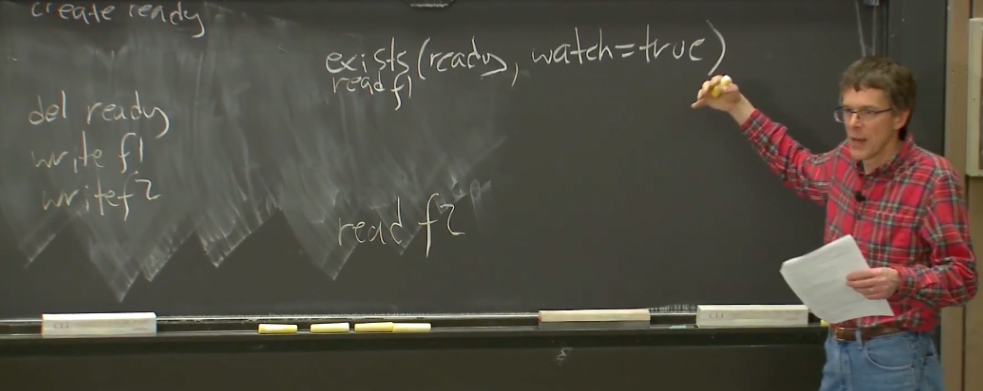 create ready
del ready
write f1
write f2
exists(ready, watch=true)
read f1
read f2